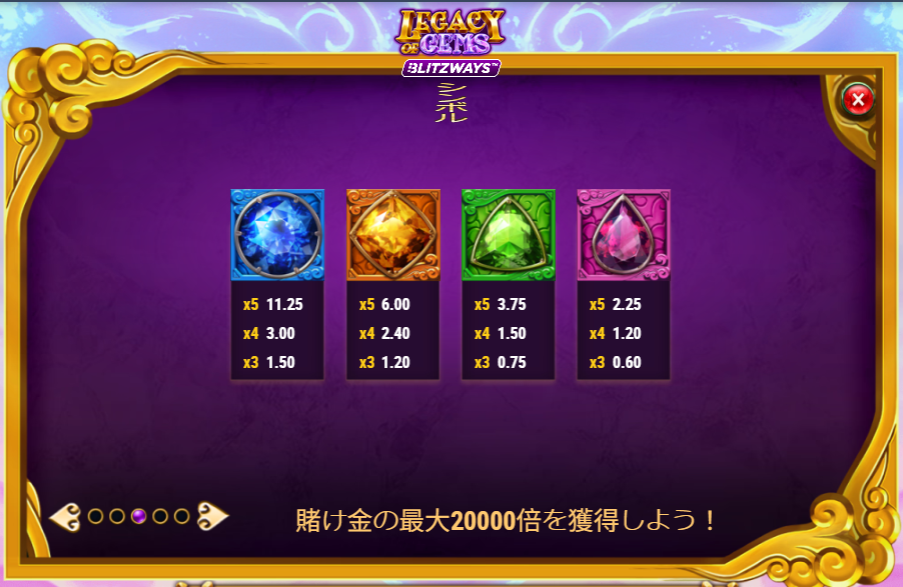 LEGACY
OF GEMS
BLITZWAYS™
シンボル
x5 11.25
x4 3.00
x3 1.50
x5 6.00
x4 2.40
x3 1.20
x5 3.75
x4 1.50
x3 0.75
x5 2.25
x4 1.20
x3 0.60
賭け金の最大20000倍を獲得しよう！